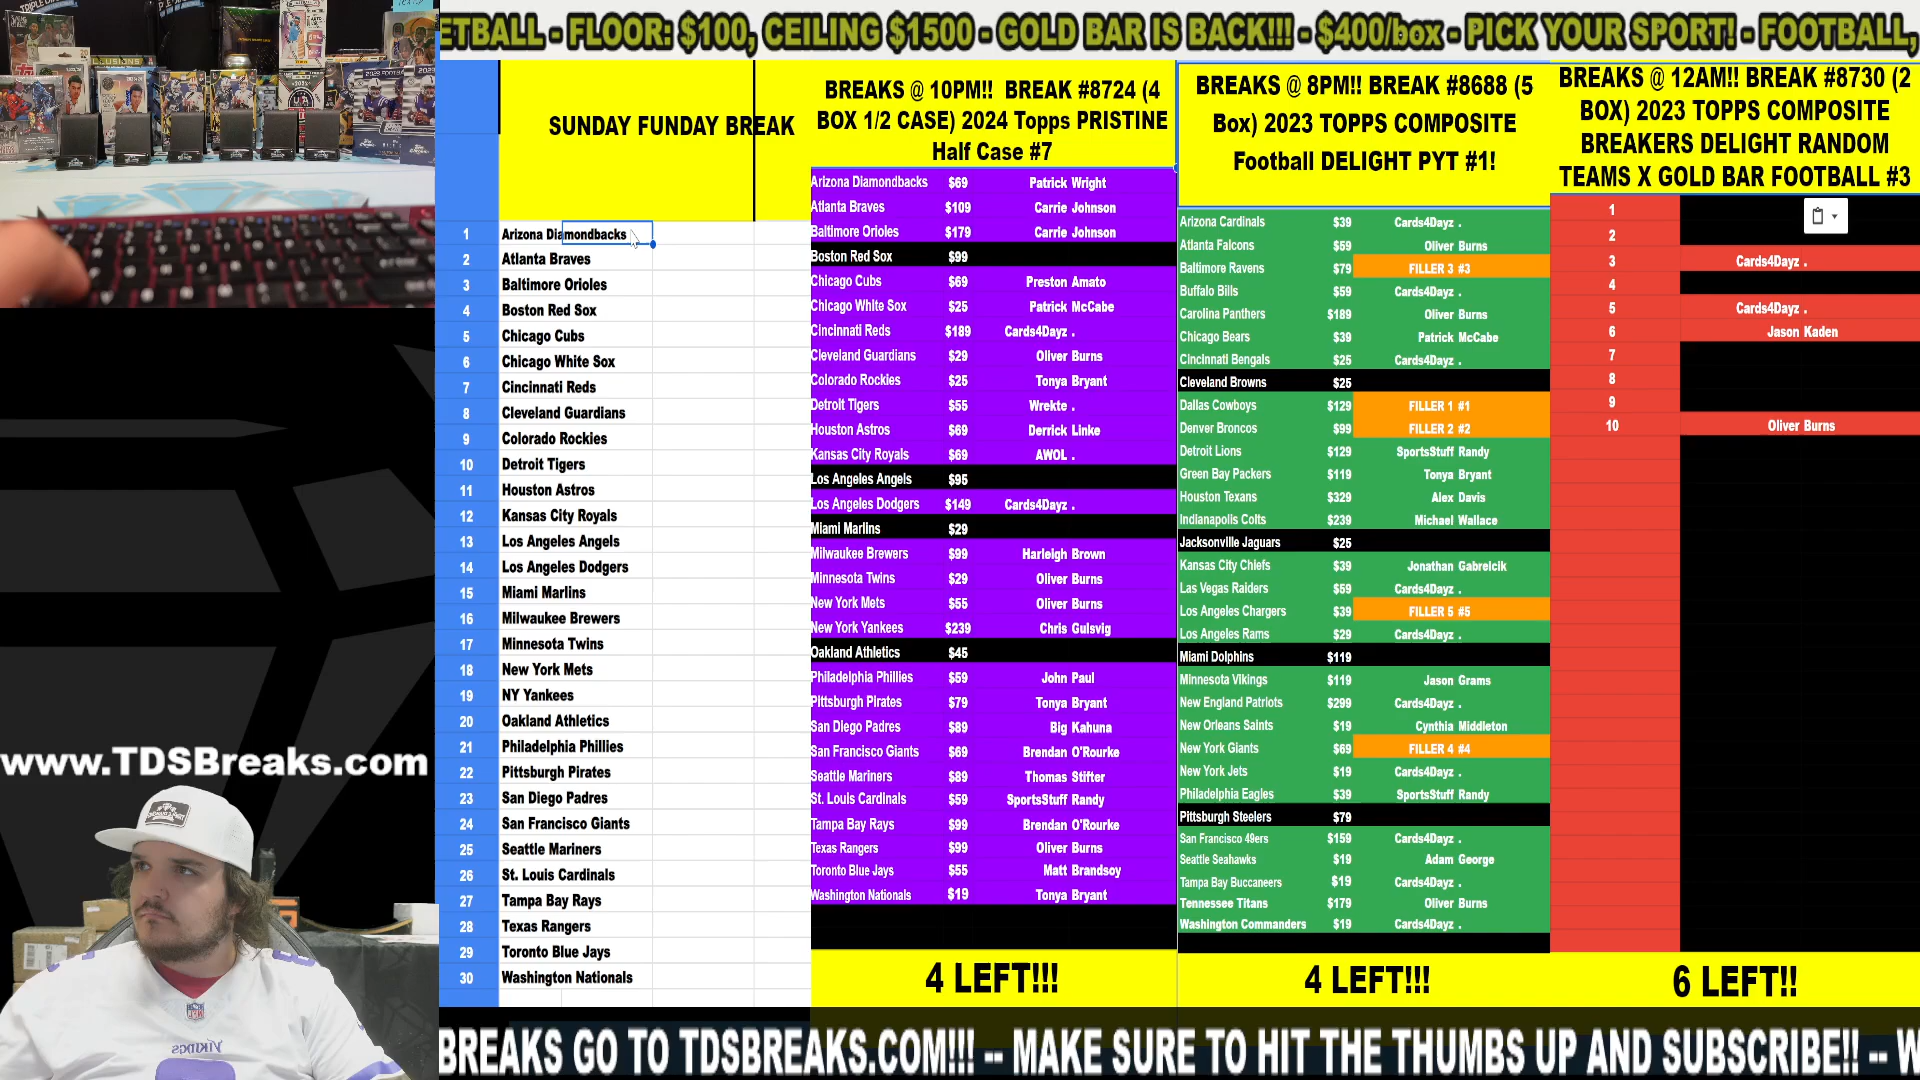 ETBALL - FLOOR: $100, CEILING $1500 - GOLD BAR IS BACK!!! - $400/box - PICK YOUR SPORT! - FOOTBALL,
SUNDAY FUNDAY BREAK
1 Arizona Diamondbacks
2 Atlanta Braves
3 Baltimore Orioles
4 Boston Red Sox
5 Chicago Cubs
6 Chicago White Sox
7 Cincinnati Reds
8 Cleveland Guardians
9 Colorado Rockies
10 Detroit Tigers
11 Houston Astros
12 Kansas City Royals
13 Los Angeles Angels
14 Los Angeles Dodgers
15 Miami Marlins
16 Milwaukee Brewers
17 Minnesota Twins
18 New York Mets
19 NY Yankees
20 Oakland Athletics
21 Philadelphia Phillies
22 Pittsburgh Pirates
23 San Diego Padres
24 San Francisco Giants
25 Seattle Mariners
26 St. Louis Cardinals
27 Tampa Bay Rays
28 Texas Rangers
29 Toronto Blue Jays
30 Washington Nationals
BREAKS @ 10PM!! BREAK #8724 (4
BOX 1/2 CASE) 2024 Topps PRISTINE
Half Case #7
Arizona Diamondbacks $69 Patrick Wright
Atlanta Braves $109 Carrie Johnson
Baltimore Orioles $179 Carrie Johnson
Boston Red Sox $99
Chicago Cubs $69 Preston Amato
Chicago White Sox $25 Patrick McCabe
Cincinnati Reds $189 Cards4Dayz .
Cleveland Guardians $29 Oliver Burns
Colorado Rockies $25 Tonya Bryant
Detroit Tigers $55 Wrekte .
Houston Astros $69 Derrick Linke
Kansas City Royals $69 AWOL .
Los Angeles Angels $95
Los Angeles Dodgers $149 Cards4Dayz .
Miami Marlins $29
Milwaukee Brewers $99 Harleigh Brown
Minnesota Twins $29 Oliver Burns
New York Mets $55 Oliver Burns
New York Yankees $239 Chris Gulsvig
Oakland Athletics $45
Philadelphia Phillies $59 John Paul
Pittsburgh Pirates $79 Tonya Bryant
San Diego Padres $89 Big Kahuna
San Francisco Giants $69 Brendan O'Rourke
Seattle Mariners $89 Thomas Stifter
St. Louis Cardinals $59 SportsStuff Randy
Tampa Bay Rays $99 Brendan O'Rourke
Texas Rangers $99 Oliver Burns
Toronto Blue Jays $55 Matt Brandsoy
Washington Nationals $19 Tonya Bryant
4 LEFT!!!
BREAKS @ 8PM!! BREAK #8688 (5
Box) 2023 TOPPS COMPOSITE
Football DELIGHT PYT #1!
Arizona Cardinals $39 Cards4Dayz .
Atlanta Falcons $59 Oliver Burns
Baltimore Ravens $79 FILLER 3 #3
Buffalo Bills $59 Cards4Dayz .
Carolina Panthers $189 Oliver Burns
Chicago Bears $39 Patrick McCabe
Cincinnati Bengals $25 Cards4Dayz .
Cleveland Browns $25
Dallas Cowboys $129 FILLER 1 #1
Denver Broncos $99 FILLER 2 #2
Detroit Lions $129 SportsStuff Randy
Green Bay Packers $119 Tonya Bryant
Houston Texans $329 Alex Davis
Indianapolis Colts $239 Michael Wallace
Jacksonville Jaguars $25
Kansas City Chiefs $39 Jonathan Gabreicik
Las Vegas Raiders $59 Cards4Dayz .
Los Angeles Chargers $39 FILLER 5 #5
Los Angeles Rams $29 Cards4Dayz .
Miami Dolphins $119
Minnesota Vikings $119 Jason Grams
New England Patriots $299 Cards4Dayz .
New Orleans Saints $19 Cynthia Middleton
New York Giants $69 FILLER 4 #4
New York Jets $19 Cards4Dayz .
Philadelphia Eagles $39 SportsStuff Randy
Pittsburgh Steelers $79
San Francisco 49ers $159 Cards4Dayz .
Seattle Seahawks $19 Adam George
Tampa Bay Buccaneers $19 Cards4Dayz .
Tennessee Titans $179 Oliver Burns
Washington Commanders $19 Cards4Dayz .
4 LEFT!!!
BREAKS @ 12AM!! BREAK #8730 (2
BOX) 2023 TOPPS COMPOSITE
BREAKERS DELIGHT RANDOM
TEAMS X GOLD BAR FOOTBALL #3
1
2
3 Cards4Dayz .
4
5 Cards4Dayz .
6 Jason Kaden
7
8
9
10 Oliver Burns
6 LEFT!!
www.TDSBreaks.com
VIKINGS
BREAKS GO TO TDSBREAKS.COM!!! -- MAKE SURE TO HIT THE THUMBS UP AND SUBSCRIBE!! -- W